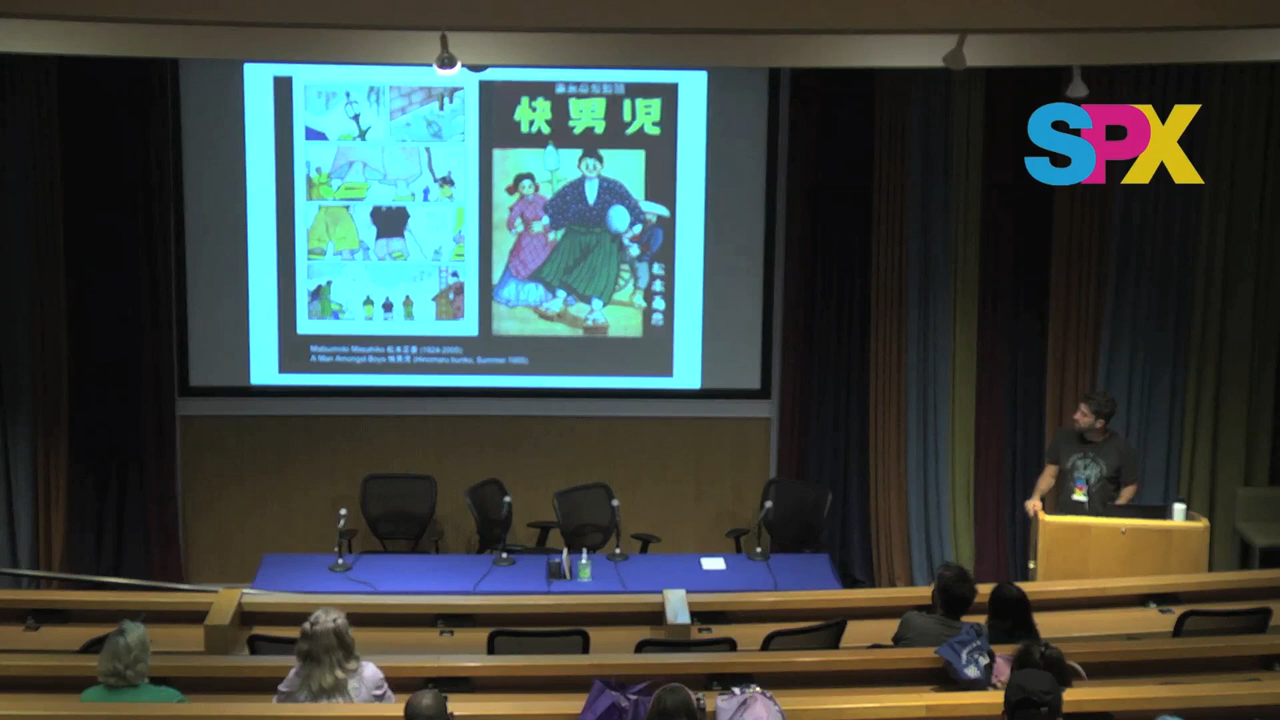 SPX
快男児
Matsumoto Masahiko 松本正彦 (1934-2005)
A Man Amongst Boys 快男児 (Hinomaru bunko, Summer 1955)